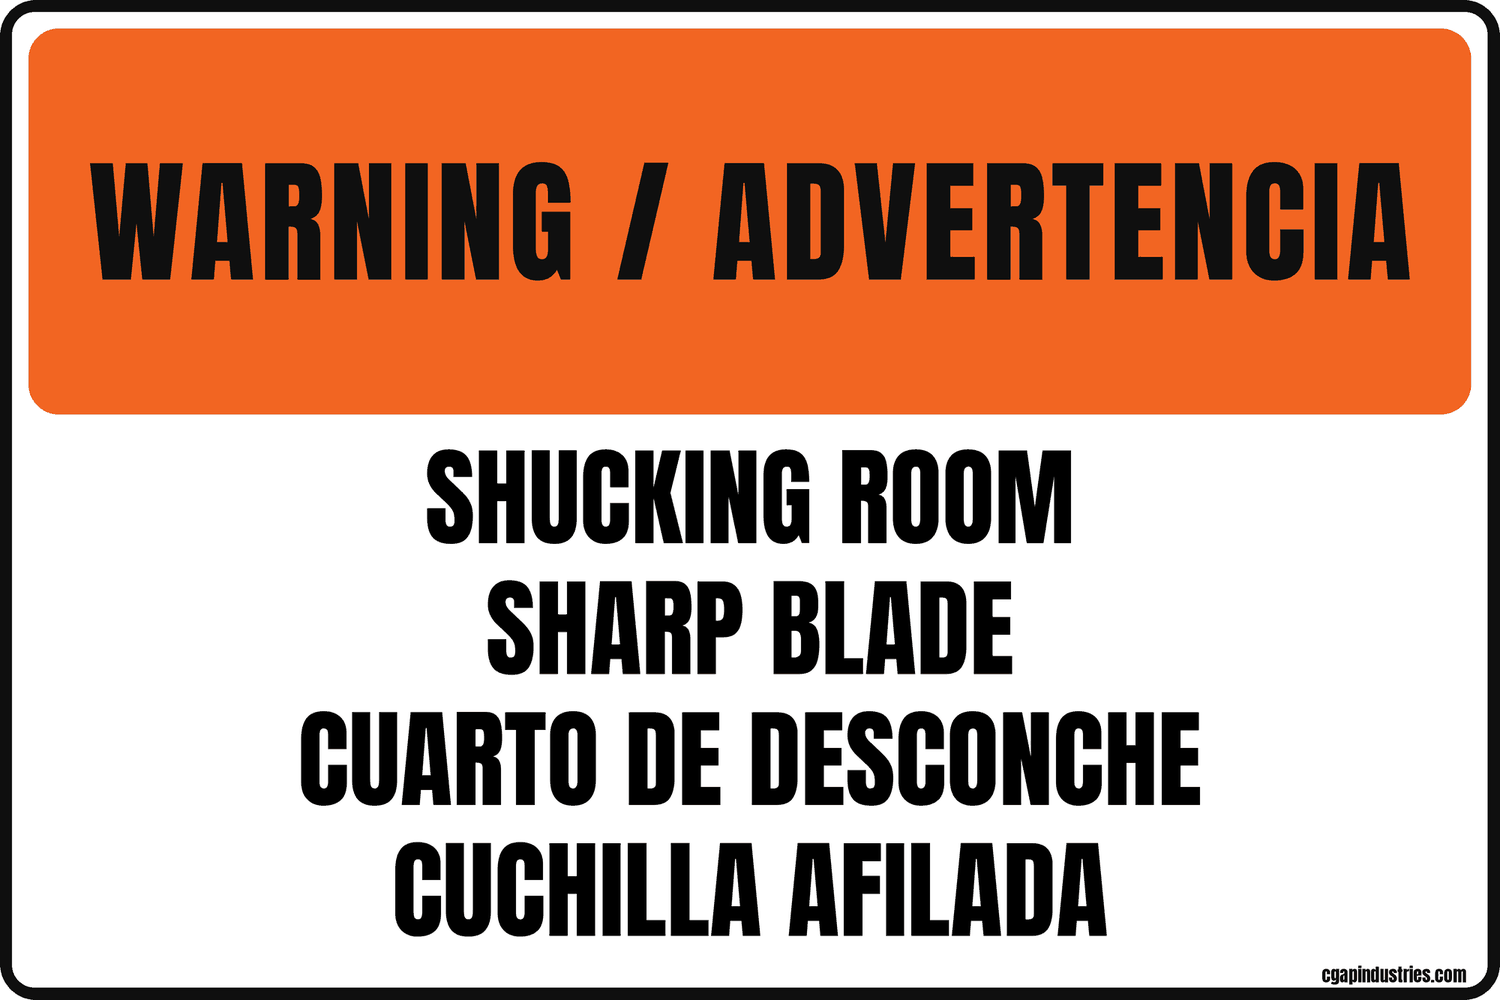 WARNING / ADVERTENCIA
SHUCKING ROOM
SHARP BLADE
CUARTO DE DESCONCHE
CUCHILLA AFILADA
cgapindustries.com